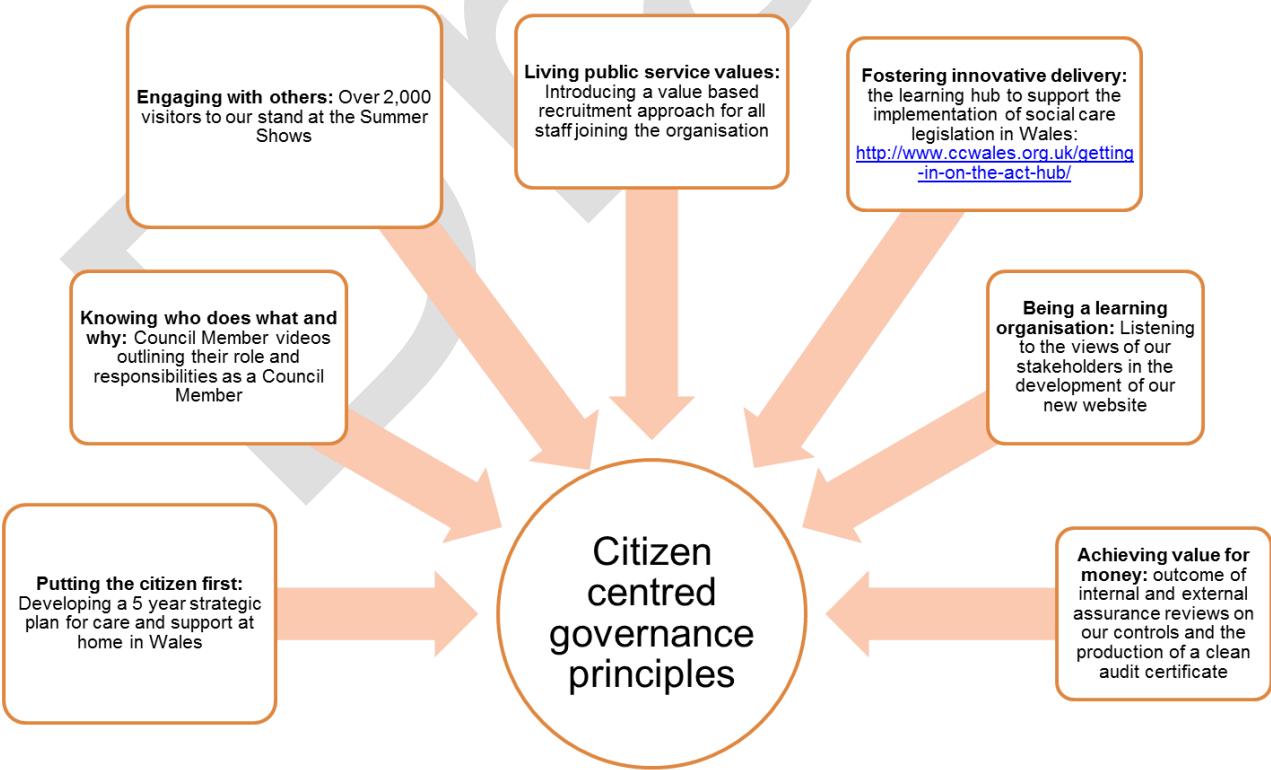 Engaging with others: Over 2,000
visitors to our stand at the Summer
Shows
Living public service values:
Introducing a value based
recruitment approach for all
staff joining the organisation
Fostering innovative delivery:
the learning hub to support the
implementation of social care
legislation in Wales:
http://www.ccwales.org.uk/getting
-in-on-the-act-hub/
Knowing who does what and
why: Council Member videos
outlining their role and
responsibilities as a Council
Member
Being a learning
organisation: Listening
to the views of our
stakeholders in the
development of our
new website
Putting the citizen first:
Developing a 5 year strategic
plan for care and support at
home in Wales
Citizen
centred
governance
principles
Achieving value for
money: outcome of
internal and external
assurance reviews on
our controls and the
production of a clean
audit certificate